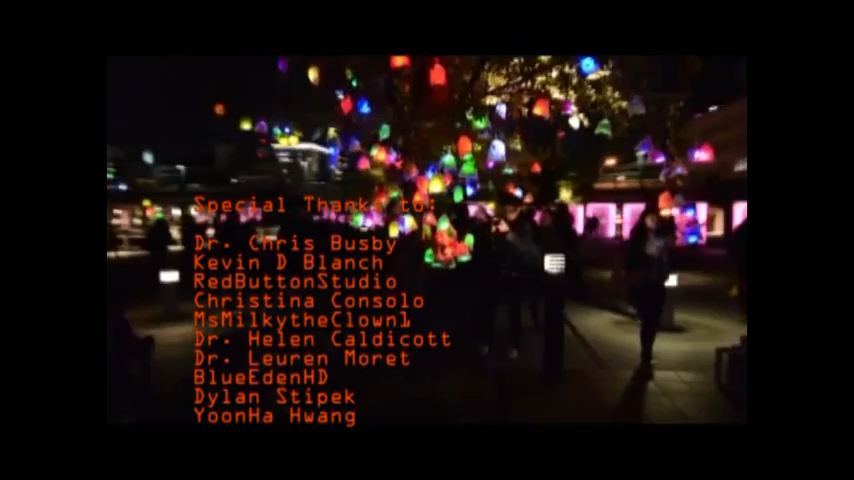 Special Thanks to:
Dr. Chris Busby
Kevin D Blanch
RedButtonStudio
Christina Consolo
MsMilkytheClown1
Dr. Helen Caldicott
Dr. Leuren Moret
BlueEdenHD
Dylan Stipek
YoonHa Hwang